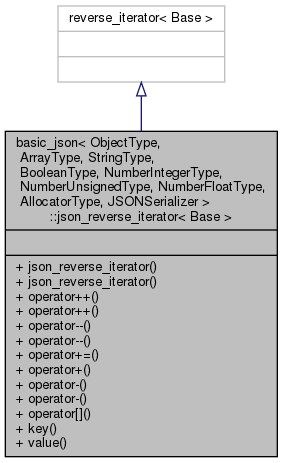 reverse_iterator< Base >
basic_json< ObjectType,
ArrayType, StringType,
BooleanType, NumberIntegerType,
NumberUnsignedType, NumberFloatType,
AllocatorType, JSONSerializer >
::json_reverse_iterator< Base >
+ json_reverse_iterator()
+ json_reverse_iterator()
+ operator++()
+ operator++()
+ operator--()
+ operator--()
+ operator+=()
+ operator+()
+ operator-()
+ operator-()
+ operator[]()
+ key()
+ value()